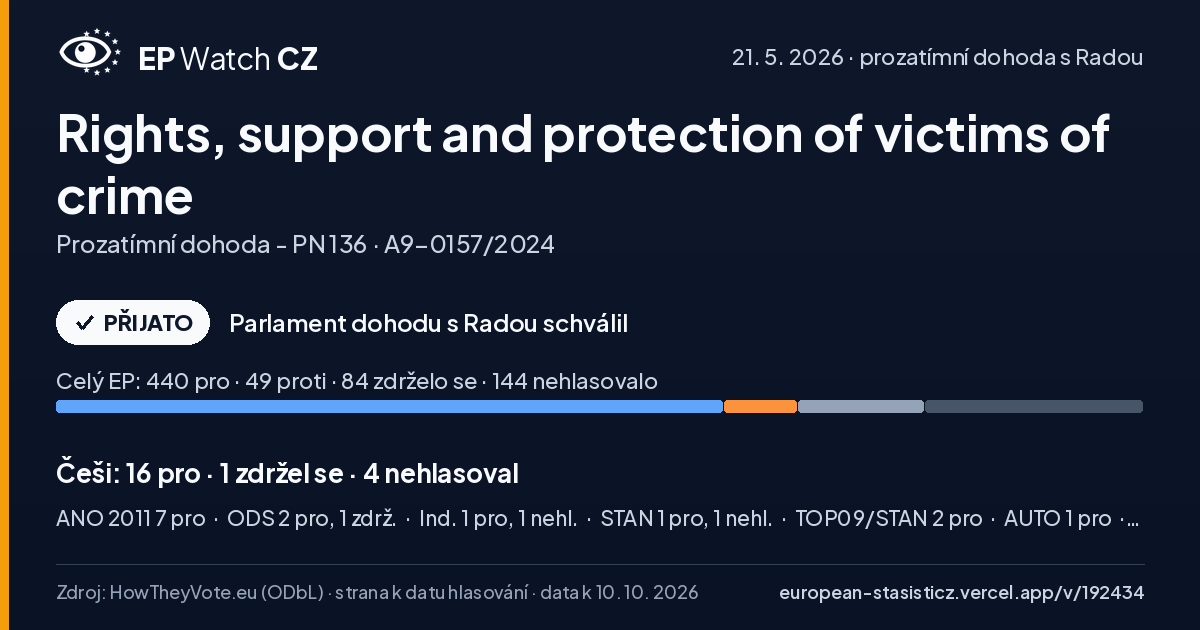 EP Watch CZ
21. 5. 2026 · prozatímní dohoda s Radou
Rights, support and protection of victims of
crime
Prozatímní dohoda - PN 136 · A9–0157/2024
✓ PŘIJATO
Parlament dohodu s Radou schválil
Celý EP: 440 pro · 49 proti · 84 zdrželo se · 144 nehlasovalo
Češi: 16 pro · 1 zdržel se · 4 nehlasoval
ANO 2011 7 pro · ODS 2 pro, 1 zdrž. · Ind. 1 pro, 1 nehl. · STAN 1 pro, 1 nehl. · TOP09/STAN 2 pro · AUTO 1 pro ·…
Zdroj: HowTheyVote.eu (ODbL) · strana k datu hlasování · data k 10. 10. 2026
european-stasisticz.vercel.app/v/192434